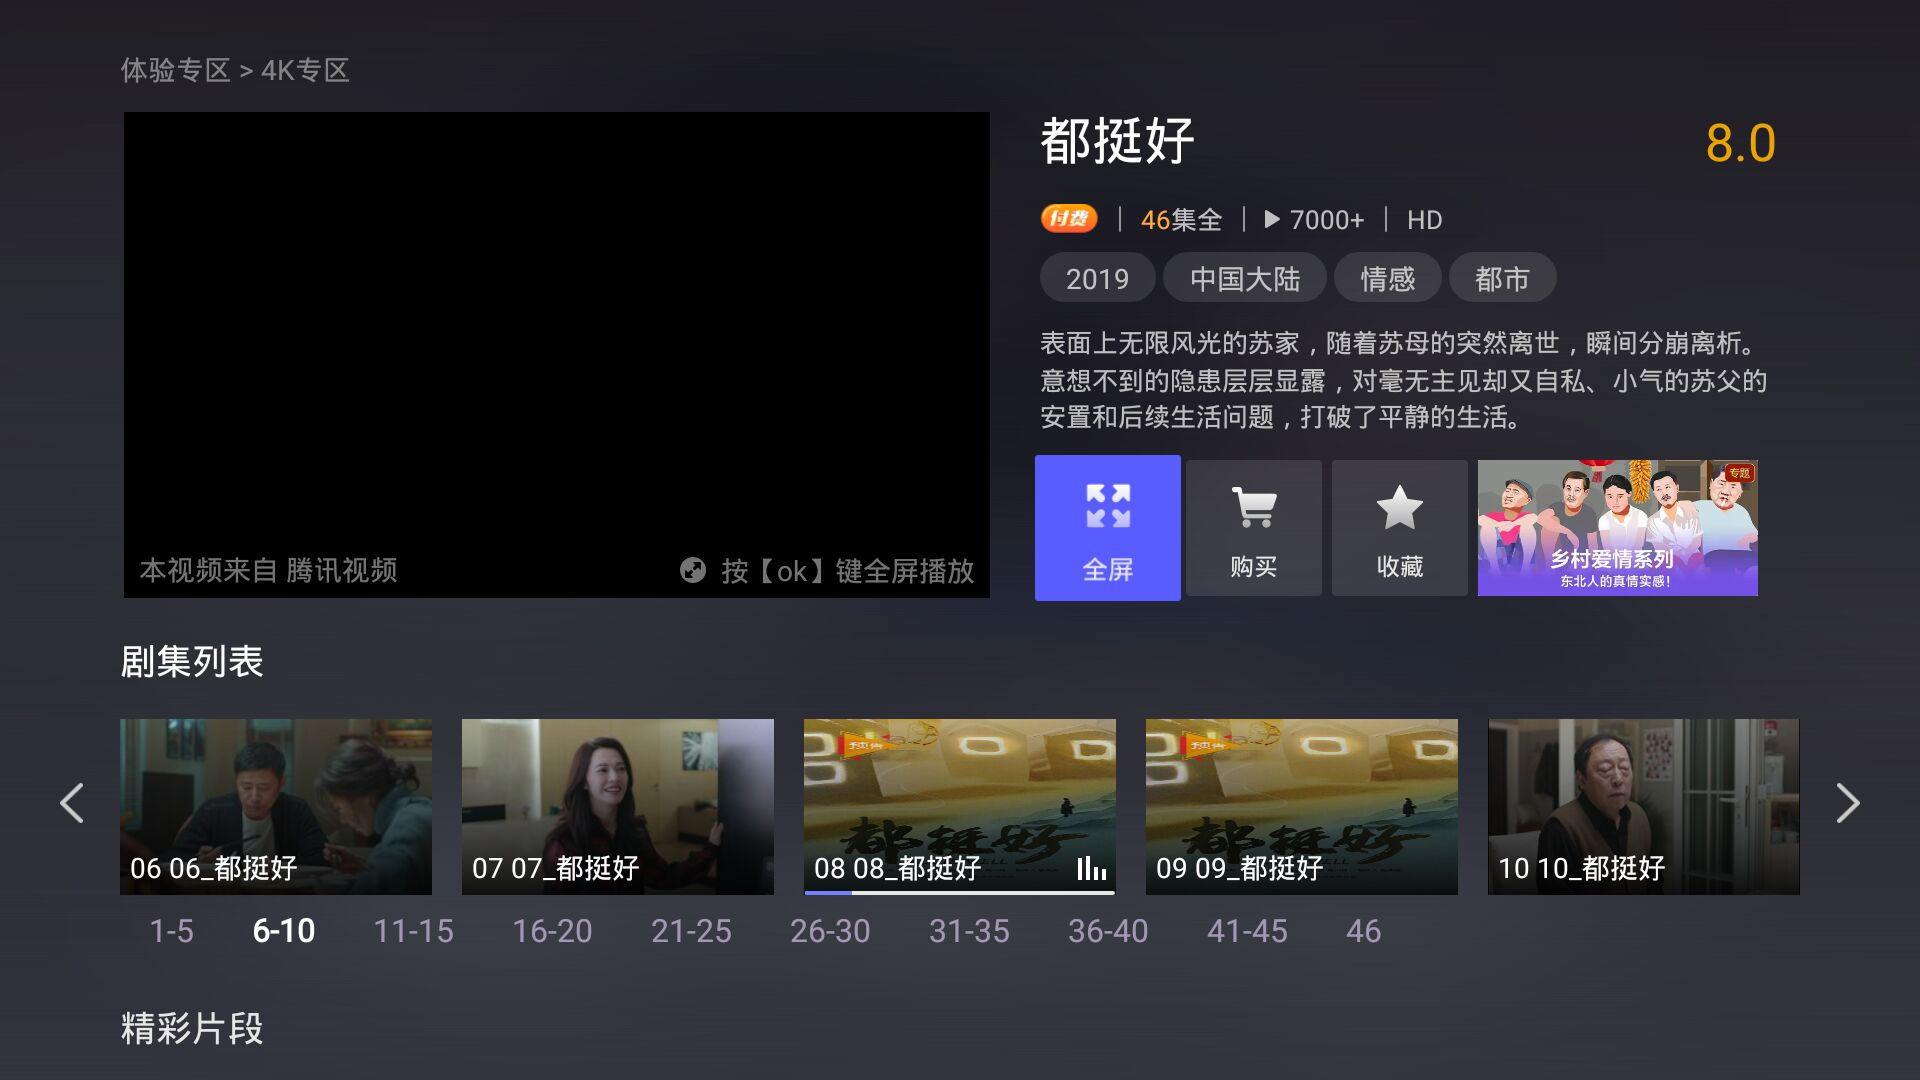 体验专区 > 4K专区
都挺好
8.0
付费 | 46集全 | 7000+ | HD
2019 中国大陆 情感 都市
表面上无限风光的苏家，随着苏母的突然离世，瞬间分崩离析。
意想不到的隐患层层显露，对毫无主见却又自私、小气的苏父的
安置和后续生活问题，打破了平静的生活。
本视频来自 腾讯视频
按【ok】键全屏播放
全屏
购买
收藏
专题
乡村爱情系列
东北人的真情实感！
剧集列表
预告
都挺好
预告
都挺好
06 06_都挺好
07 07_都挺好
08 08_都挺好
09 09_都挺好
10 10_都挺好
1-5 6-10 11-15 16-20 21-25 26-30 31-35 36-40 41-45 46
精彩片段